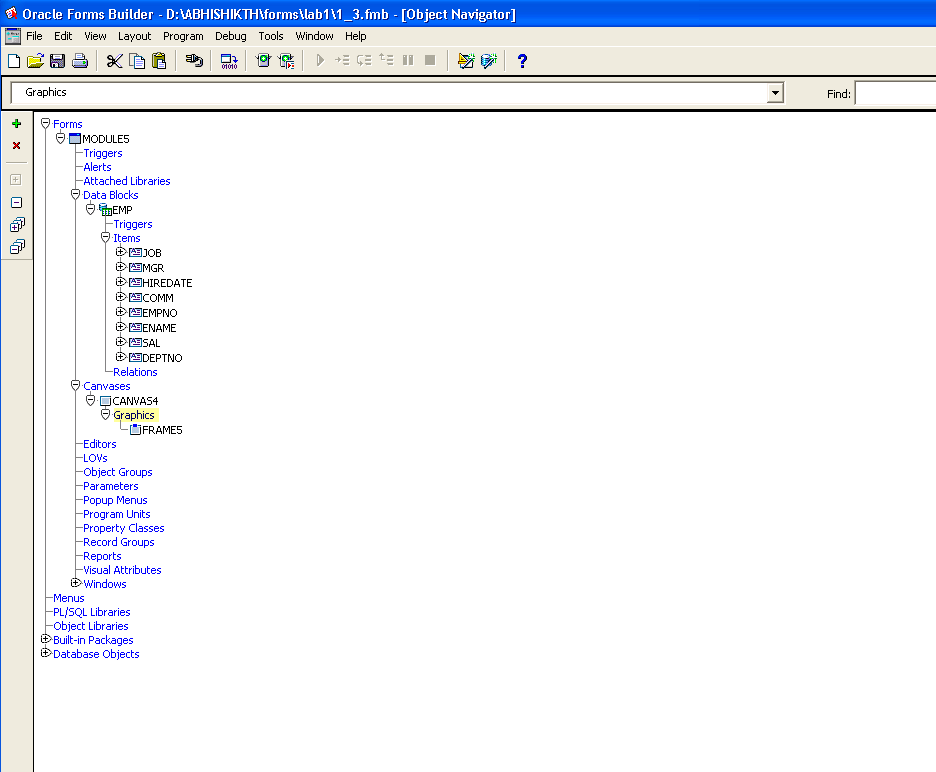 Oracle Forms Builder - D:\ABHISHIKTH\forms\lab1\1_3.fmb - [Object Navigator]
File Edit View Layout Program Debug Tools Window Help
Graphics Find:
Forms
MODULE5
Triggers
Alerts
Attached Libraries
Data Blocks
EMP
Triggers
Items
JOB
MGR
HIREDATE
COMM
EMPNO
ENAME
SAL
DEPTNO
Relations
Canvases
CANVAS4
Graphics
FRAME5
Editors
LOVs
Object Groups
Parameters
Popup Menus
Program Units
Property Classes
Record Groups
Reports
Visual Attributes
Windows
Menus
PL/SQL Libraries
Object Libraries
Built-in Packages
Database Objects